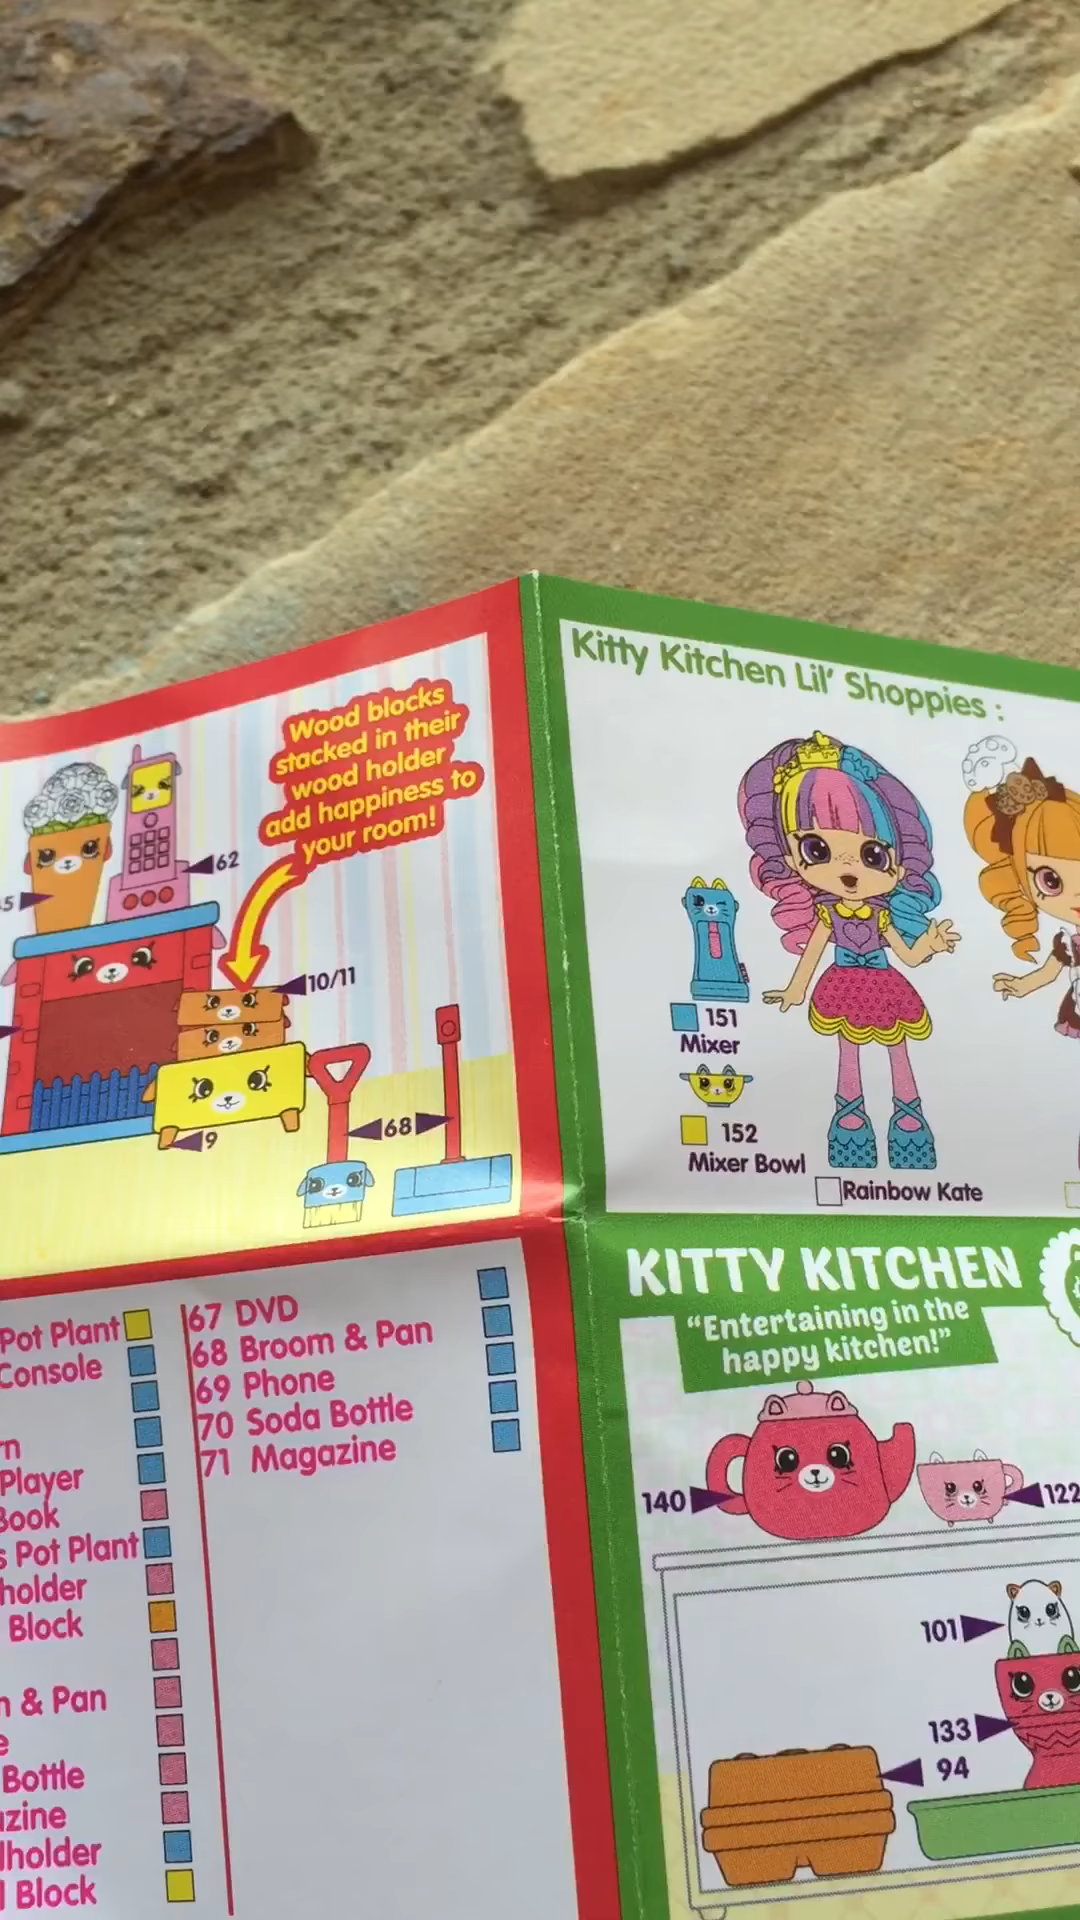 Wood blocks
stacked in their
wood holder
add happiness to
your room!
62
10/11
9
68
Pot Plant
Console
Player
Book
Pot Plant
holder
Block
& Pan
Bottle
Block
67 DVD
68 Broom & Pan
69 Phone
70 Soda Bottle
71 Magazine
Kitty Kitchen Lil' Shoppies :
151
Mixer
152
Mixer Bowl
Rainbow Kate
KITTY KITCHEN
"Entertaining in the
happy kitchen!"
140
122
101
133
94